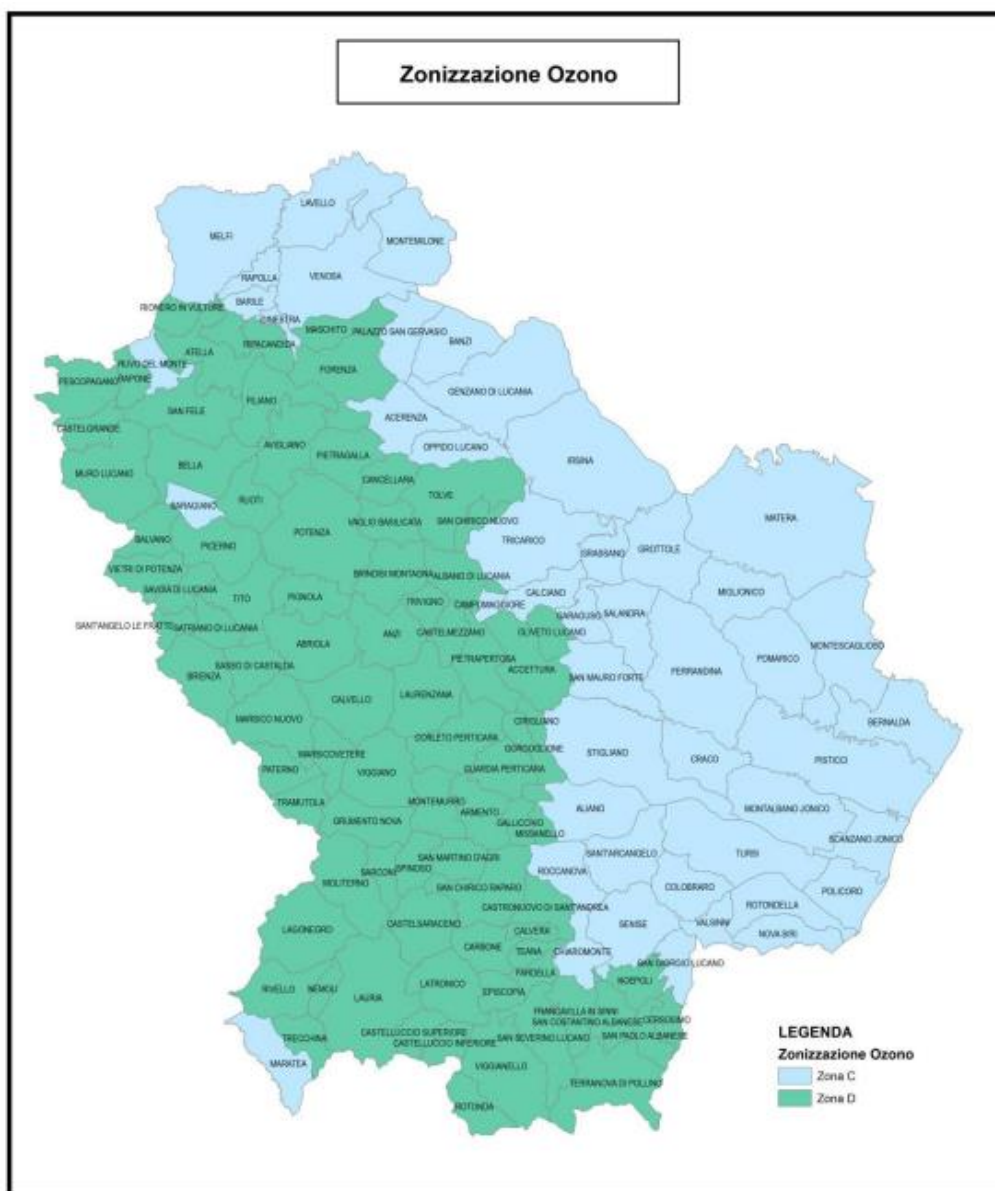 Zonizzazione Ozono
LAVELLO
MELFI
MONTEMILONE
RAPOLLA
VENOSA
BARILE
RIONERO IN VULTURE
GINESTRA
MASCHITO
PALAZZO SAN GERVASIO
BANZI
RIPACANDIDA
ATELLA
RUVO DEL MONTE
RAPONE
FORENZA
PESCOPAGANO
GENZANO DI LUCANIA
FILIANO
SAN FELE
ACERENZA
CASTELGRANDE
AVIGLIANO
OPPIDO LUCANO
PIETRAGALLA
IRSINA
BELLA
MURO LUCANO
CANCELLARA
TOLVE
RUOTI
BARAGIANO
MATERA
VAGLIO BASILICATA
SAN CHIRICO NUOVO
POTENZA
BALVANO
PICERNO
TRICARICO
GRASSANO
GROTTOLE
VIETRI DI POTENZA
BRINDISI MONTAGNA
ALBANO DI LUCANIA
SAVOIA DI LUCANIA
TITO
PIGNOLA
CALCIANO
MIGLIONICO
TRIVIGNO
CAMPOMAGGIORE
GARAGUSO
SALANDRA
SANT'ANGELO LE FRATTE
SATRIANO DI LUCANIA
ANZI
CASTELMEZZANO
OLIVETO LUCANO
ABRIOLA
MONTESCAGLIOSO
PIETRAPERTOSA
POMARICO
SASSO DI CASTALDA
ACCETTURA
FERRANDINA
BRIENZA
SAN MAURO FORTE
CALVELLO
LAURENZANA
MARSICO NUOVO
CIRIGLIANO
BERNALDA
CORLETO PERTICARA
GORGOGLIONE
STIGLIANO
MARSICOVETERE
CRACO
PISTICCI
PATERNO
VIGGIANO
GUARDIA PERTICARA
TRAMUTOLA
MONTEMURRO
ARMENTO
ALIANO
MONTALBANO JONICO
GRUMENTO NOVA
GALLICCHIO
MISSANELLO
SCANZANO JONICO
SANT'ARCANGELO
TURSI
SAN MARTINO D'AGRI
SARCONI
SPINOSO
ROCCANOVA
MOLITERNO
SAN CHIRICO RAPARO
COLOBRARO
POLICORO
CASTRONUOVO DI SANT'ANDREA
ROTONDELLA
CASTELSARACENO
SENISE
VALSINNI
LAGONEGRO
CALVERA
NOVA SIRI
CARBONE
TEANA
CHIAROMONTE
SAN GIORGIO LUCANO
FARDELLA
NOEPOLI
RIVELLO
NEMOLI
LATRONICO
EPISCOPIA
LAURIA
FRANCAVILLA IN SINNI
SAN COSTANTINO ALBANESE
CERSOSIMO
CASTELLUCCIO SUPERIORE
TRECCHINA
CASTELLUCCIO INFERIORE
SAN SEVERINO LUCANO
SAN PAOLO ALBANESE
MARATEA
VIGGIANELLO
TERRANOVA DI POLLINO
ROTONDA
LEGENDA
Zonizzazione Ozono
Zona C
Zona D